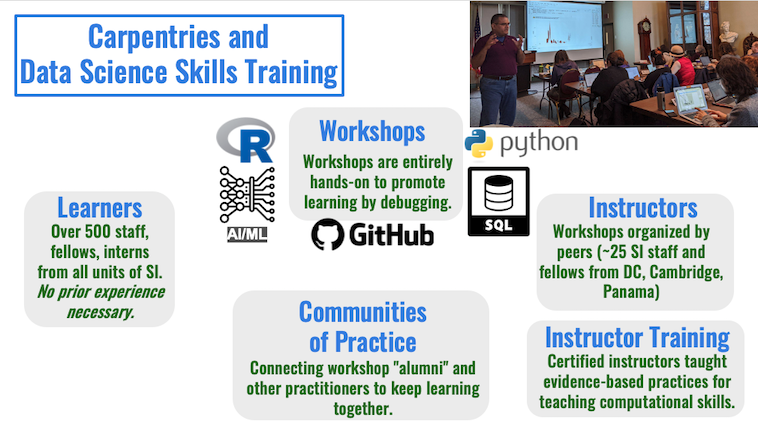 Carpentries and
Data Science Skills Training
Workshops
Workshops are entirely
hands-on to promote
learning by debugging.
R
AI/ML
GitHub
python
SQL
Learners
Over 500 staff,
fellows, interns
from all units of SI.
No prior experience
necessary.
Instructors
Workshops organized by
peers (~25 SI staff and
fellows from DC, Cambridge,
Panama)
Communities
of Practice
Connecting workshop "alumni" and
other practitioners to keep learning
together.
Instructor Training
Certified instructors taught
evidence-based practices for
teaching computational skills.